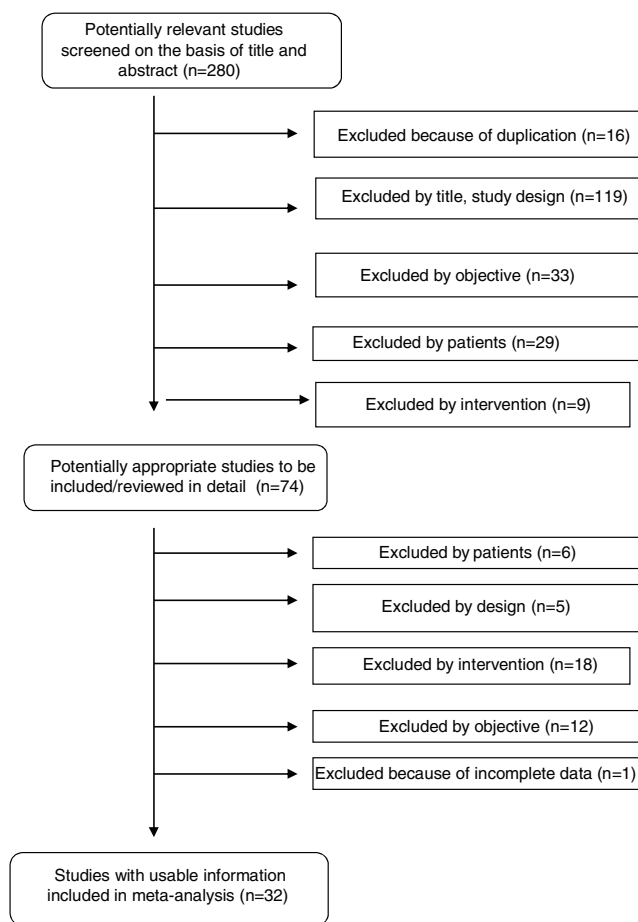 Potentially relevant studies
screened on the basis of title and
abstract (n=280)
Excluded because of duplication (n=16)
Excluded by title, study design (n=119)
Excluded by objective (n=33)
Excluded by patients (n=29)
Excluded by intervention (n=9)
Potentially appropriate studies to be
included/reviewed in detail (n=74)
Excluded by patients (n=6)
Excluded by design (n=5)
Excluded by intervention (n=18)
Excluded by objective (n=12)
Excluded because of incomplete data (n=1)
Studies with usable information
included in meta-analysis (n=32)